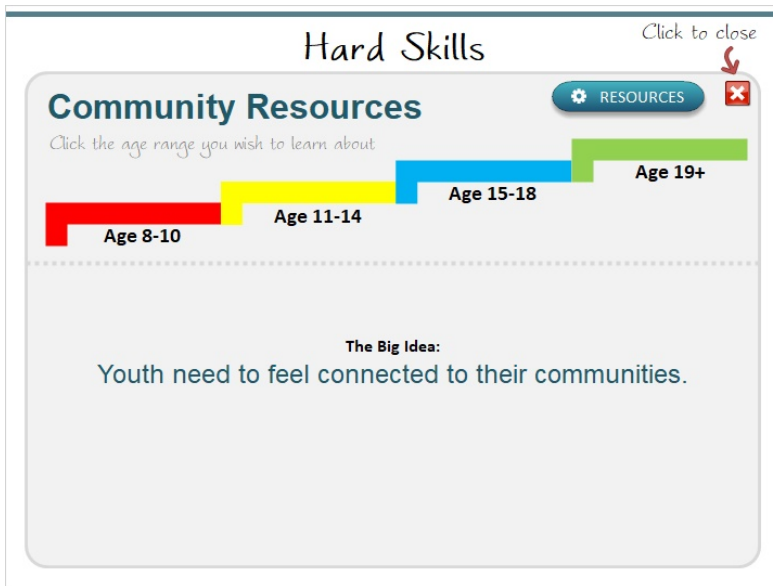 Hard Skills
Click to close
Community Resources
RESOURCES
Click the age range you wish to learn about
Age 19+
Age 15-18
Age 11-14
Age 8-10
The Big Idea:
Youth need to feel connected to their communities.